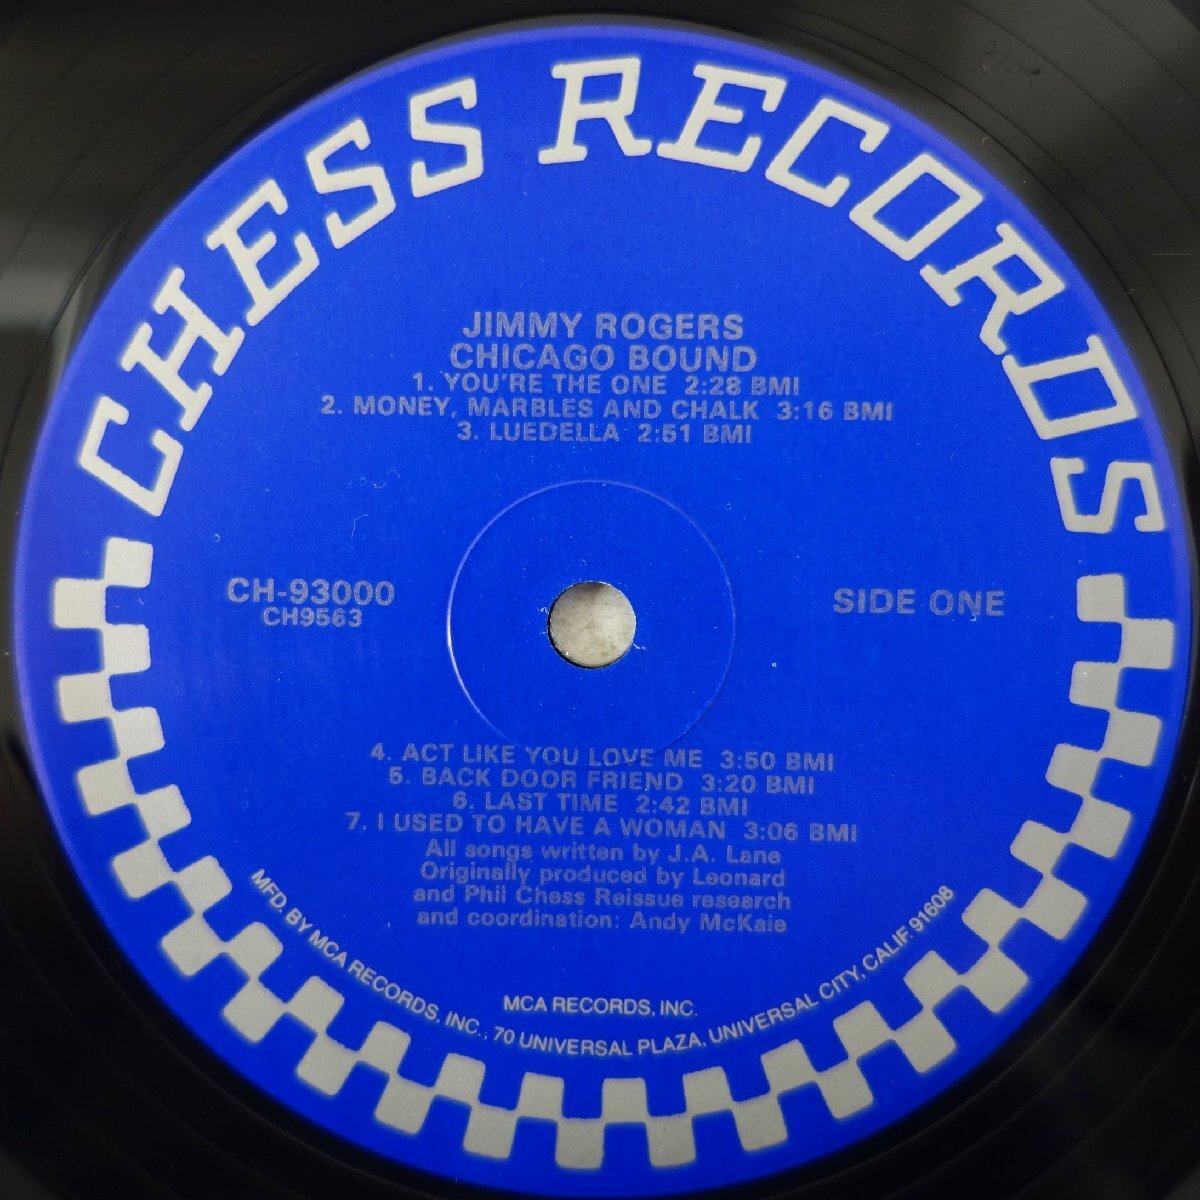 CHESS RECORDS
JIMMY ROGERS
CHICAGO BOUND
1. YOU'RE THE ONE 2:28 BMI
2. MONEY, MARBLES AND CHALK 3:16 BMI
3. LUEDELLA 2:51 BMI
CH-93000
CH9563
SIDE ONE
4. ACT LIKE YOU LOVE ME 3:50 BMI
5. BACK DOOR FRIEND 3:20 BMI
6. LAST TIME 2:42 BMI
7. I USED TO HAVE A WOMAN 3:06 BMI
All songs written by J.A. Lane
Originally produced by Leonard
and Phil Chess Reissue research
and coordination: Andy McKaie
MCA RECORDS, INC.
MFD. BY MCA RECORDS, INC., 70 UNIVERSAL PLAZA, UNIVERSAL CITY, CALIF. 91608